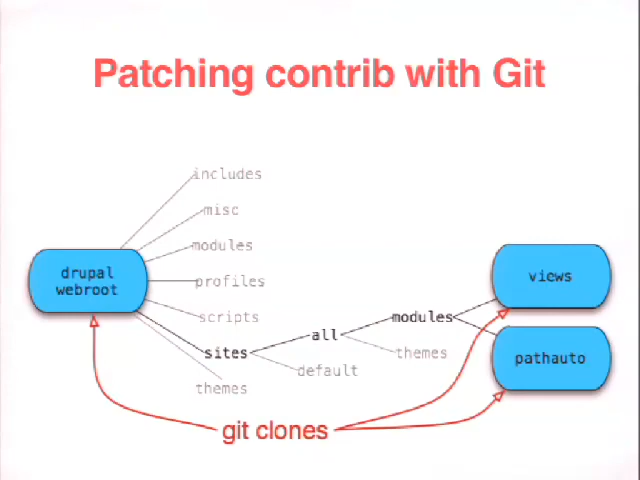 Patching contrib with Git
includes
misc
modules
drupal
webroot
profiles
scripts
sites
themes
all
default
modules
themes
views
pathauto
git clones